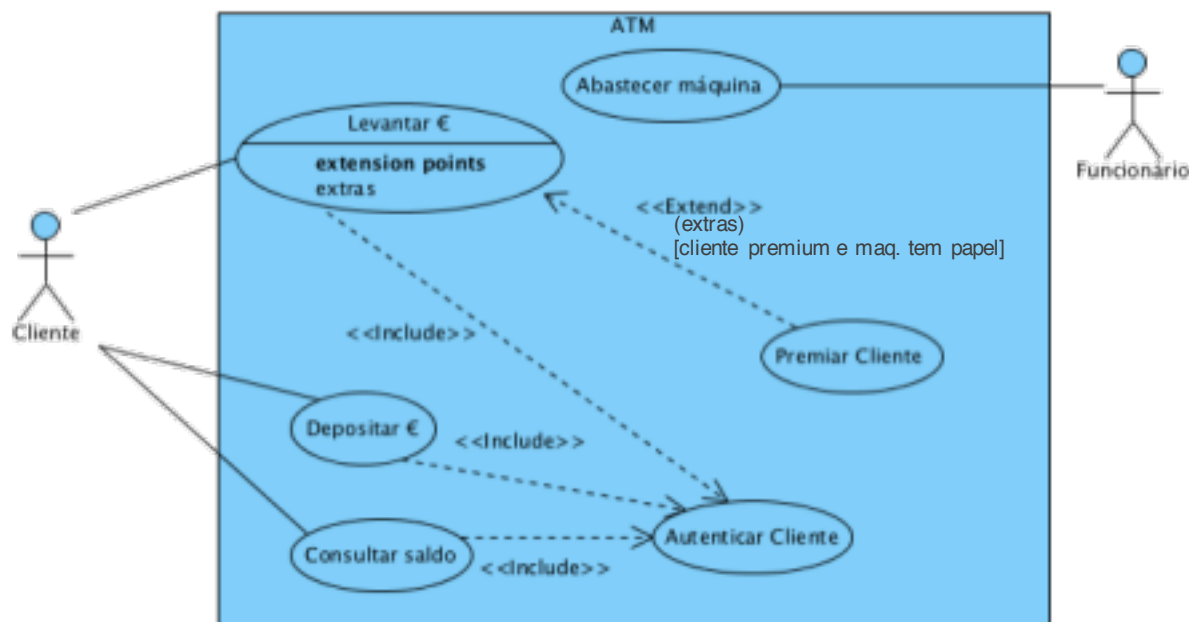 ATM
Abastecer máquina
Levantar €
extension points
extras
Funcionário
<<Extend>>
(extras)
[cliente premium e maq. tem papel]
Cliente
<<Include>>
Premiar Cliente
Depositar €
<<Include>>
Autenticar Cliente
Consultar saldo
<<Include>>